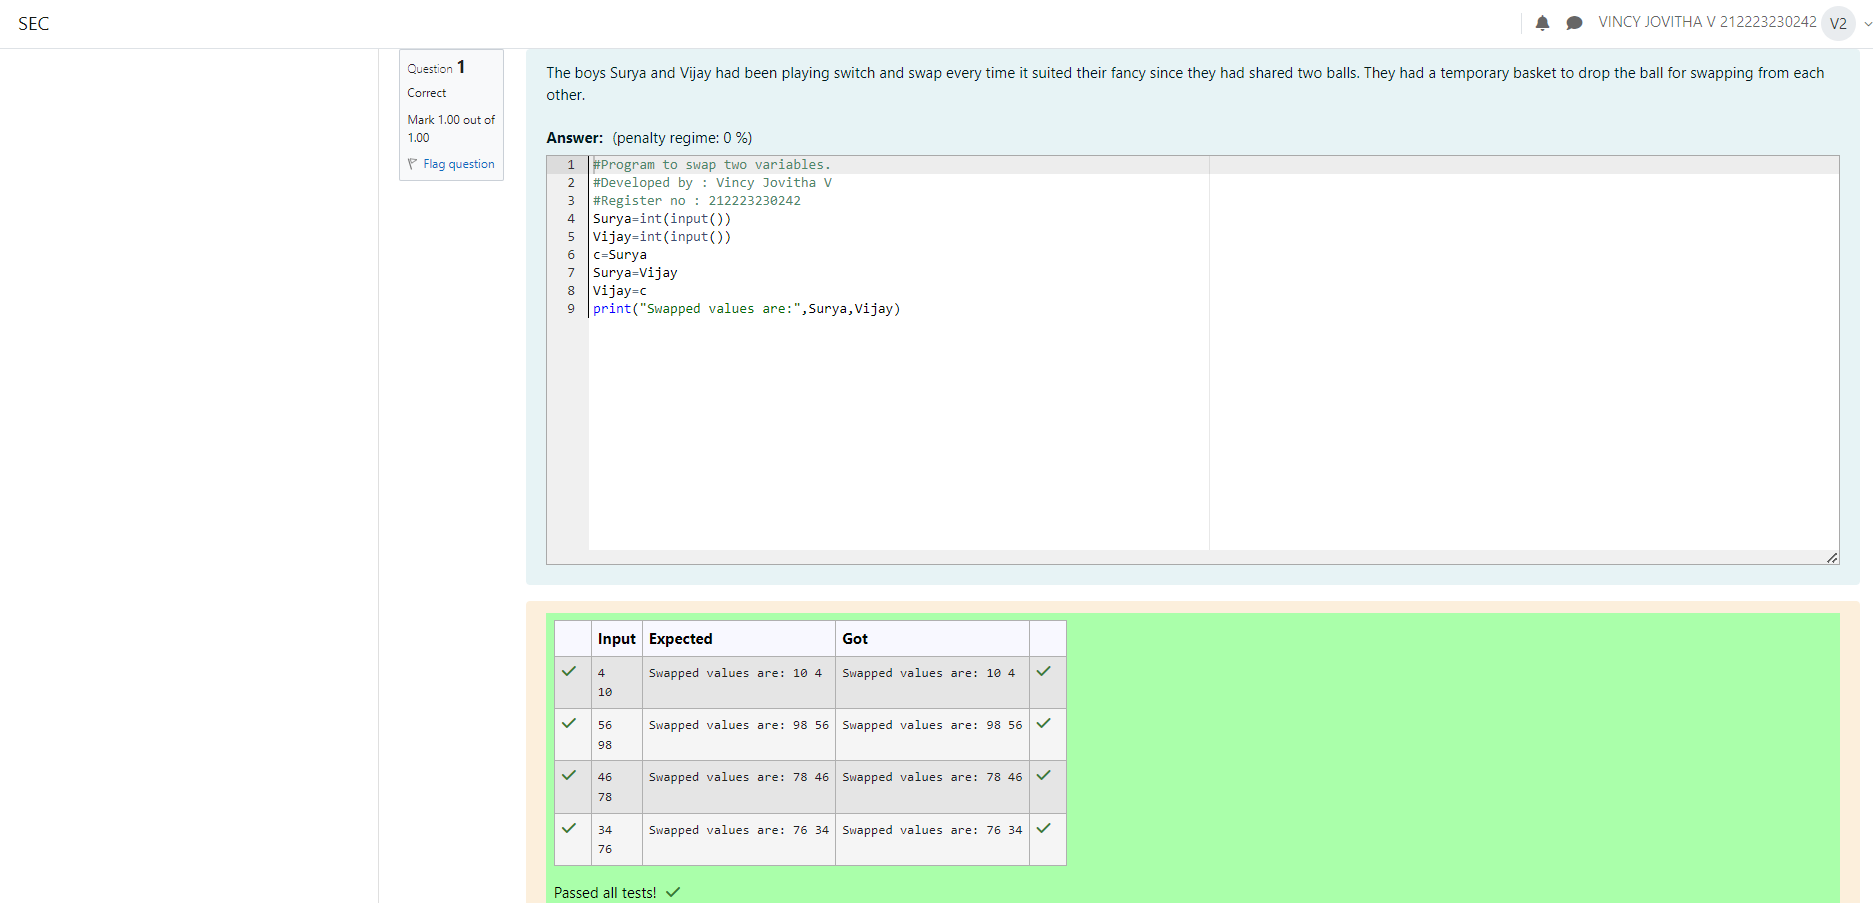 SEC
VINCY JOVITHA V 212223230242 V2
Question 1
Correct
Mark 1.00 out of
1.00
Flag question
The boys Surya and Vijay had been playing switch and swap every time it suited their fancy since they had shared two balls. They had a temporary basket to drop the ball for swapping from each
other.
Answer: (penalty regime: 0 %)
1 #Program to swap two variables.
2 #Developed by : Vincy Jovitha V
3 #Register no : 212223230242
4 Surya=int(input())
5 Vijay=int(input())
6 c=Surya
7 Surya=Vijay
8 Vijay=c
9 print("Swapped values are:",Surya,Vijay)
Input Expected Got
4 Swapped values are: 10 4 Swapped values are: 10 4
10
56 Swapped values are: 98 56 Swapped values are: 98 56
98
46 Swapped values are: 78 46 Swapped values are: 78 46
78
34 Swapped values are: 76 34 Swapped values are: 76 34
76
Passed all tests!